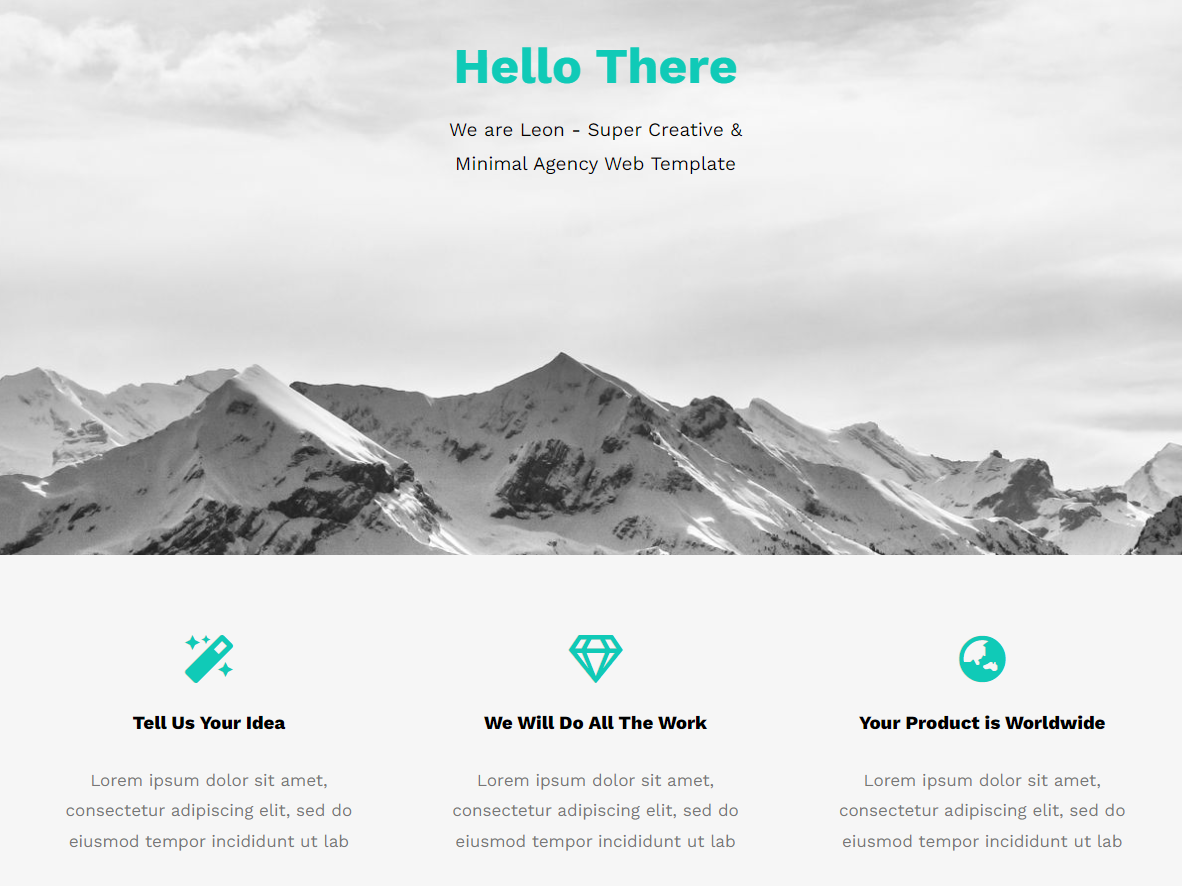 Hello There
We are Leon - Super Creative &
Minimal Agency Web Template
Tell Us Your Idea
Lorem ipsum dolor sit amet,
consectetur adipiscing elit, sed do
eiusmod tempor incididunt ut lab
We Will Do All The Work
Lorem ipsum dolor sit amet,
consectetur adipiscing elit, sed do
eiusmod tempor incididunt ut lab
Your Product is Worldwide
Lorem ipsum dolor sit amet,
consectetur adipiscing elit, sed do
eiusmod tempor incididunt ut lab